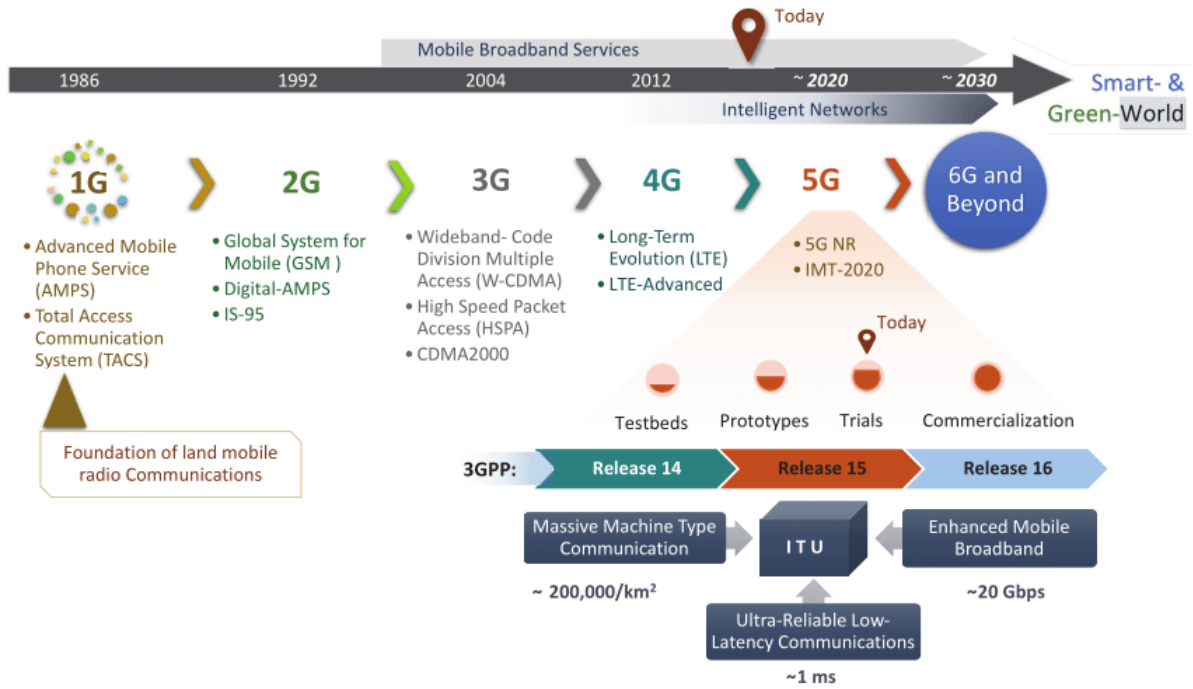 Today
Mobile Broadband Services
1986 1992 2004 2012 ~ 2020 ~ 2030
Smart- &
Green-World
Intelligent Networks
1G
2G
3G
4G
5G
6G and
Beyond
• Advanced Mobile
Phone Service
(AMPS)
• Total Access
Communication
System (TACS)
• Global System for
Mobile (GSM )
• Digital-AMPS
• IS-95
• Wideband- Code
Division Multiple
Access (W-CDMA)
• High Speed Packet
Access (HSPA)
• CDMA2000
• Long-Term
Evolution (LTE)
• LTE-Advanced
• 5G NR
• IMT-2020
Today
Testbeds
Prototypes
Trials
Commercialization
Foundation of land mobile
radio Communications
3GPP:
Release 14
Release 15
Release 16
Massive Machine Type
Communication
~ 200,000/km²
ITU
Enhanced Mobile
Broadband
~20 Gbps
Ultra-Reliable Low-
Latency Communications
~1 ms